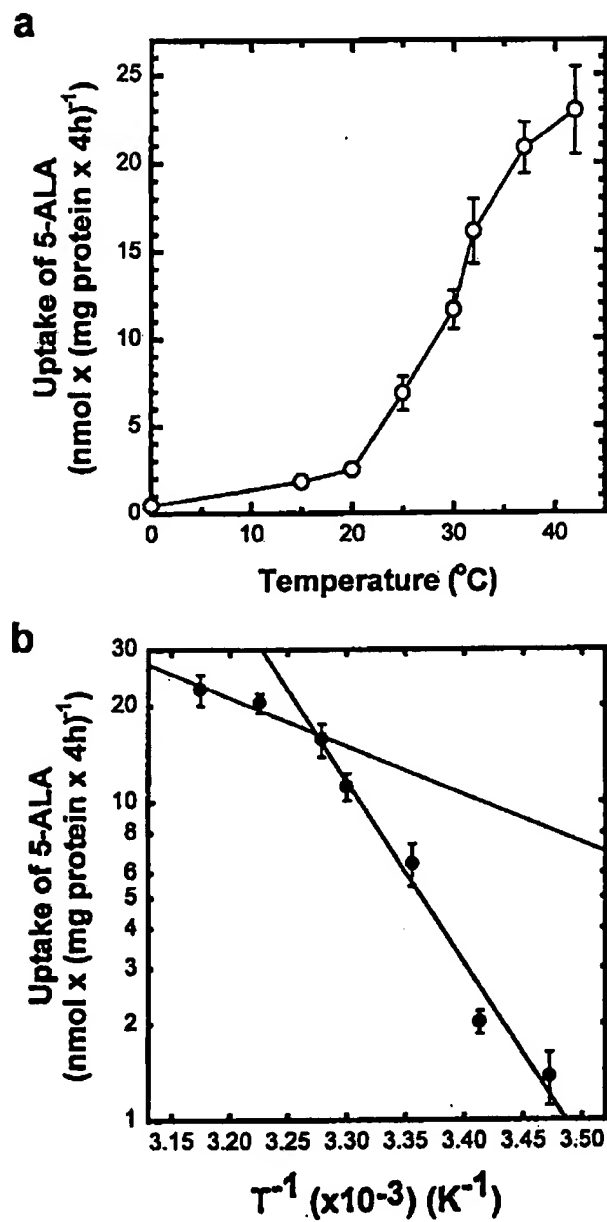 a
Uptake of 5-ALA
(nmol x (mg protein x 4h)⁻¹)
25
20
15
10
5
0
0 10 20 30 40
Temperature (°C)
b
Uptake of 5-ALA
(nmol x (mg protein x 4h)⁻¹)
30
20
10
8
6
5
4
3
2
1
3.15 3.20 3.25 3.30 3.35 3.40 3.45 3.50
T⁻¹ (x10⁻³) (K⁻¹)